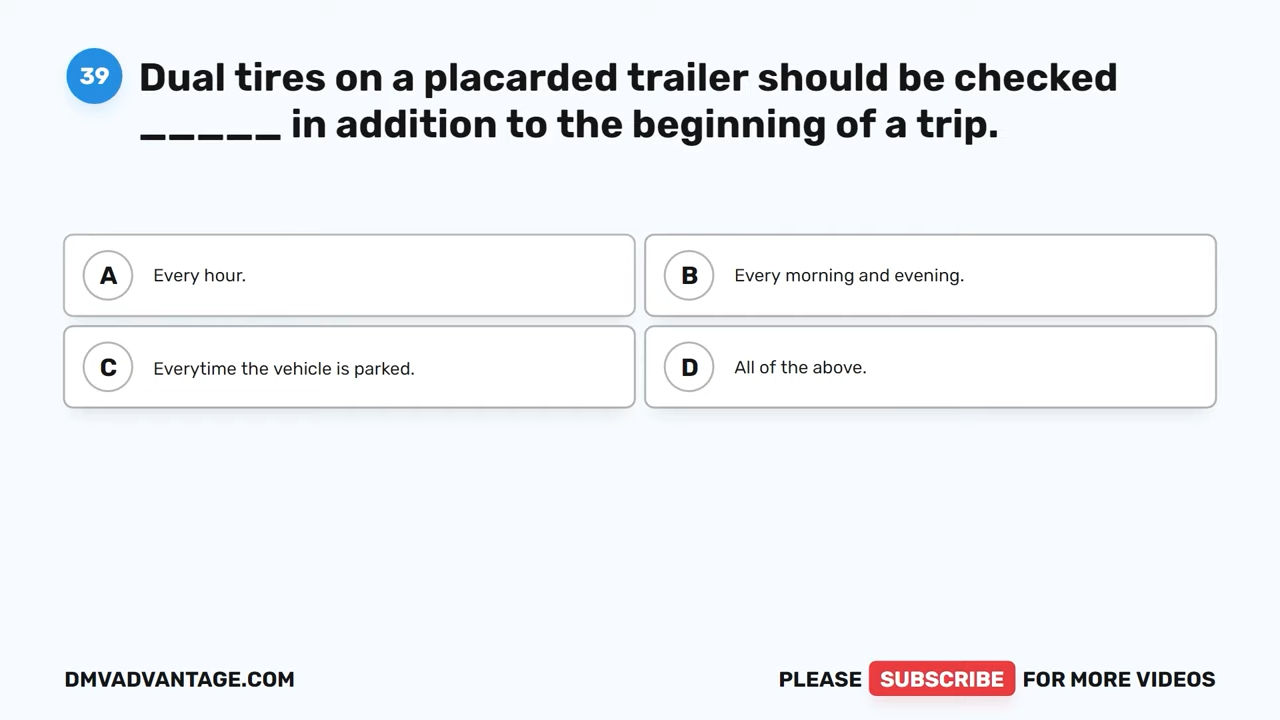 39
Dual tires on a placarded trailer should be checked
_____ in addition to the beginning of a trip.
A Every hour.
B Every morning and evening.
C Everytime the vehicle is parked.
D All of the above.
DMVADVANTAGE.COM
PLEASE SUBSCRIBE FOR MORE VIDEOS